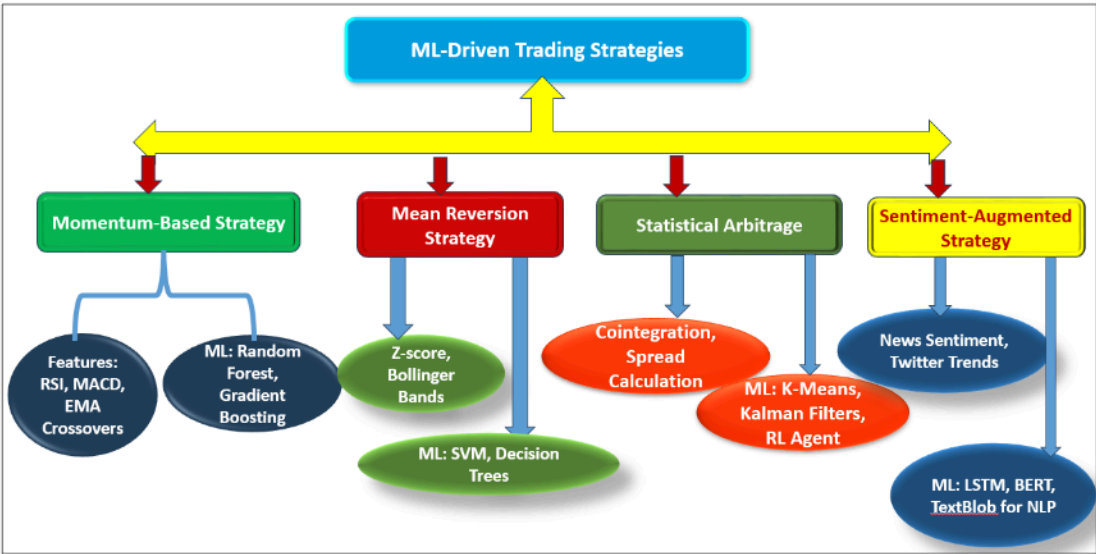 ML-Driven Trading Strategies
Momentum-Based Strategy
Mean Reversion
Strategy
Statistical Arbitrage
Sentiment-Augmented
Strategy
Features:
RSI, MACD,
EMA
Crossovers
ML: Random
Forest,
Gradient
Boosting
Z-score,
Bollinger
Bands
ML: SVM, Decision
Trees
Cointegration,
Spread
Calculation
ML: K-Means,
Kalman Filters,
RL Agent
News Sentiment,
Twitter Trends
ML: LSTM, BERT,
TextBlob for NLP